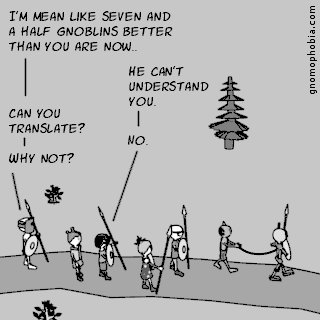 I'M MEAN LIKE SEVEN AND
A HALF GNOBLINS BETTER
THAN YOU ARE NOW..
HE CAN'T
UNDERSTAND
YOU.
CAN YOU
TRANSLATE?
NO.
WHY NOT?
gnomophobia.com